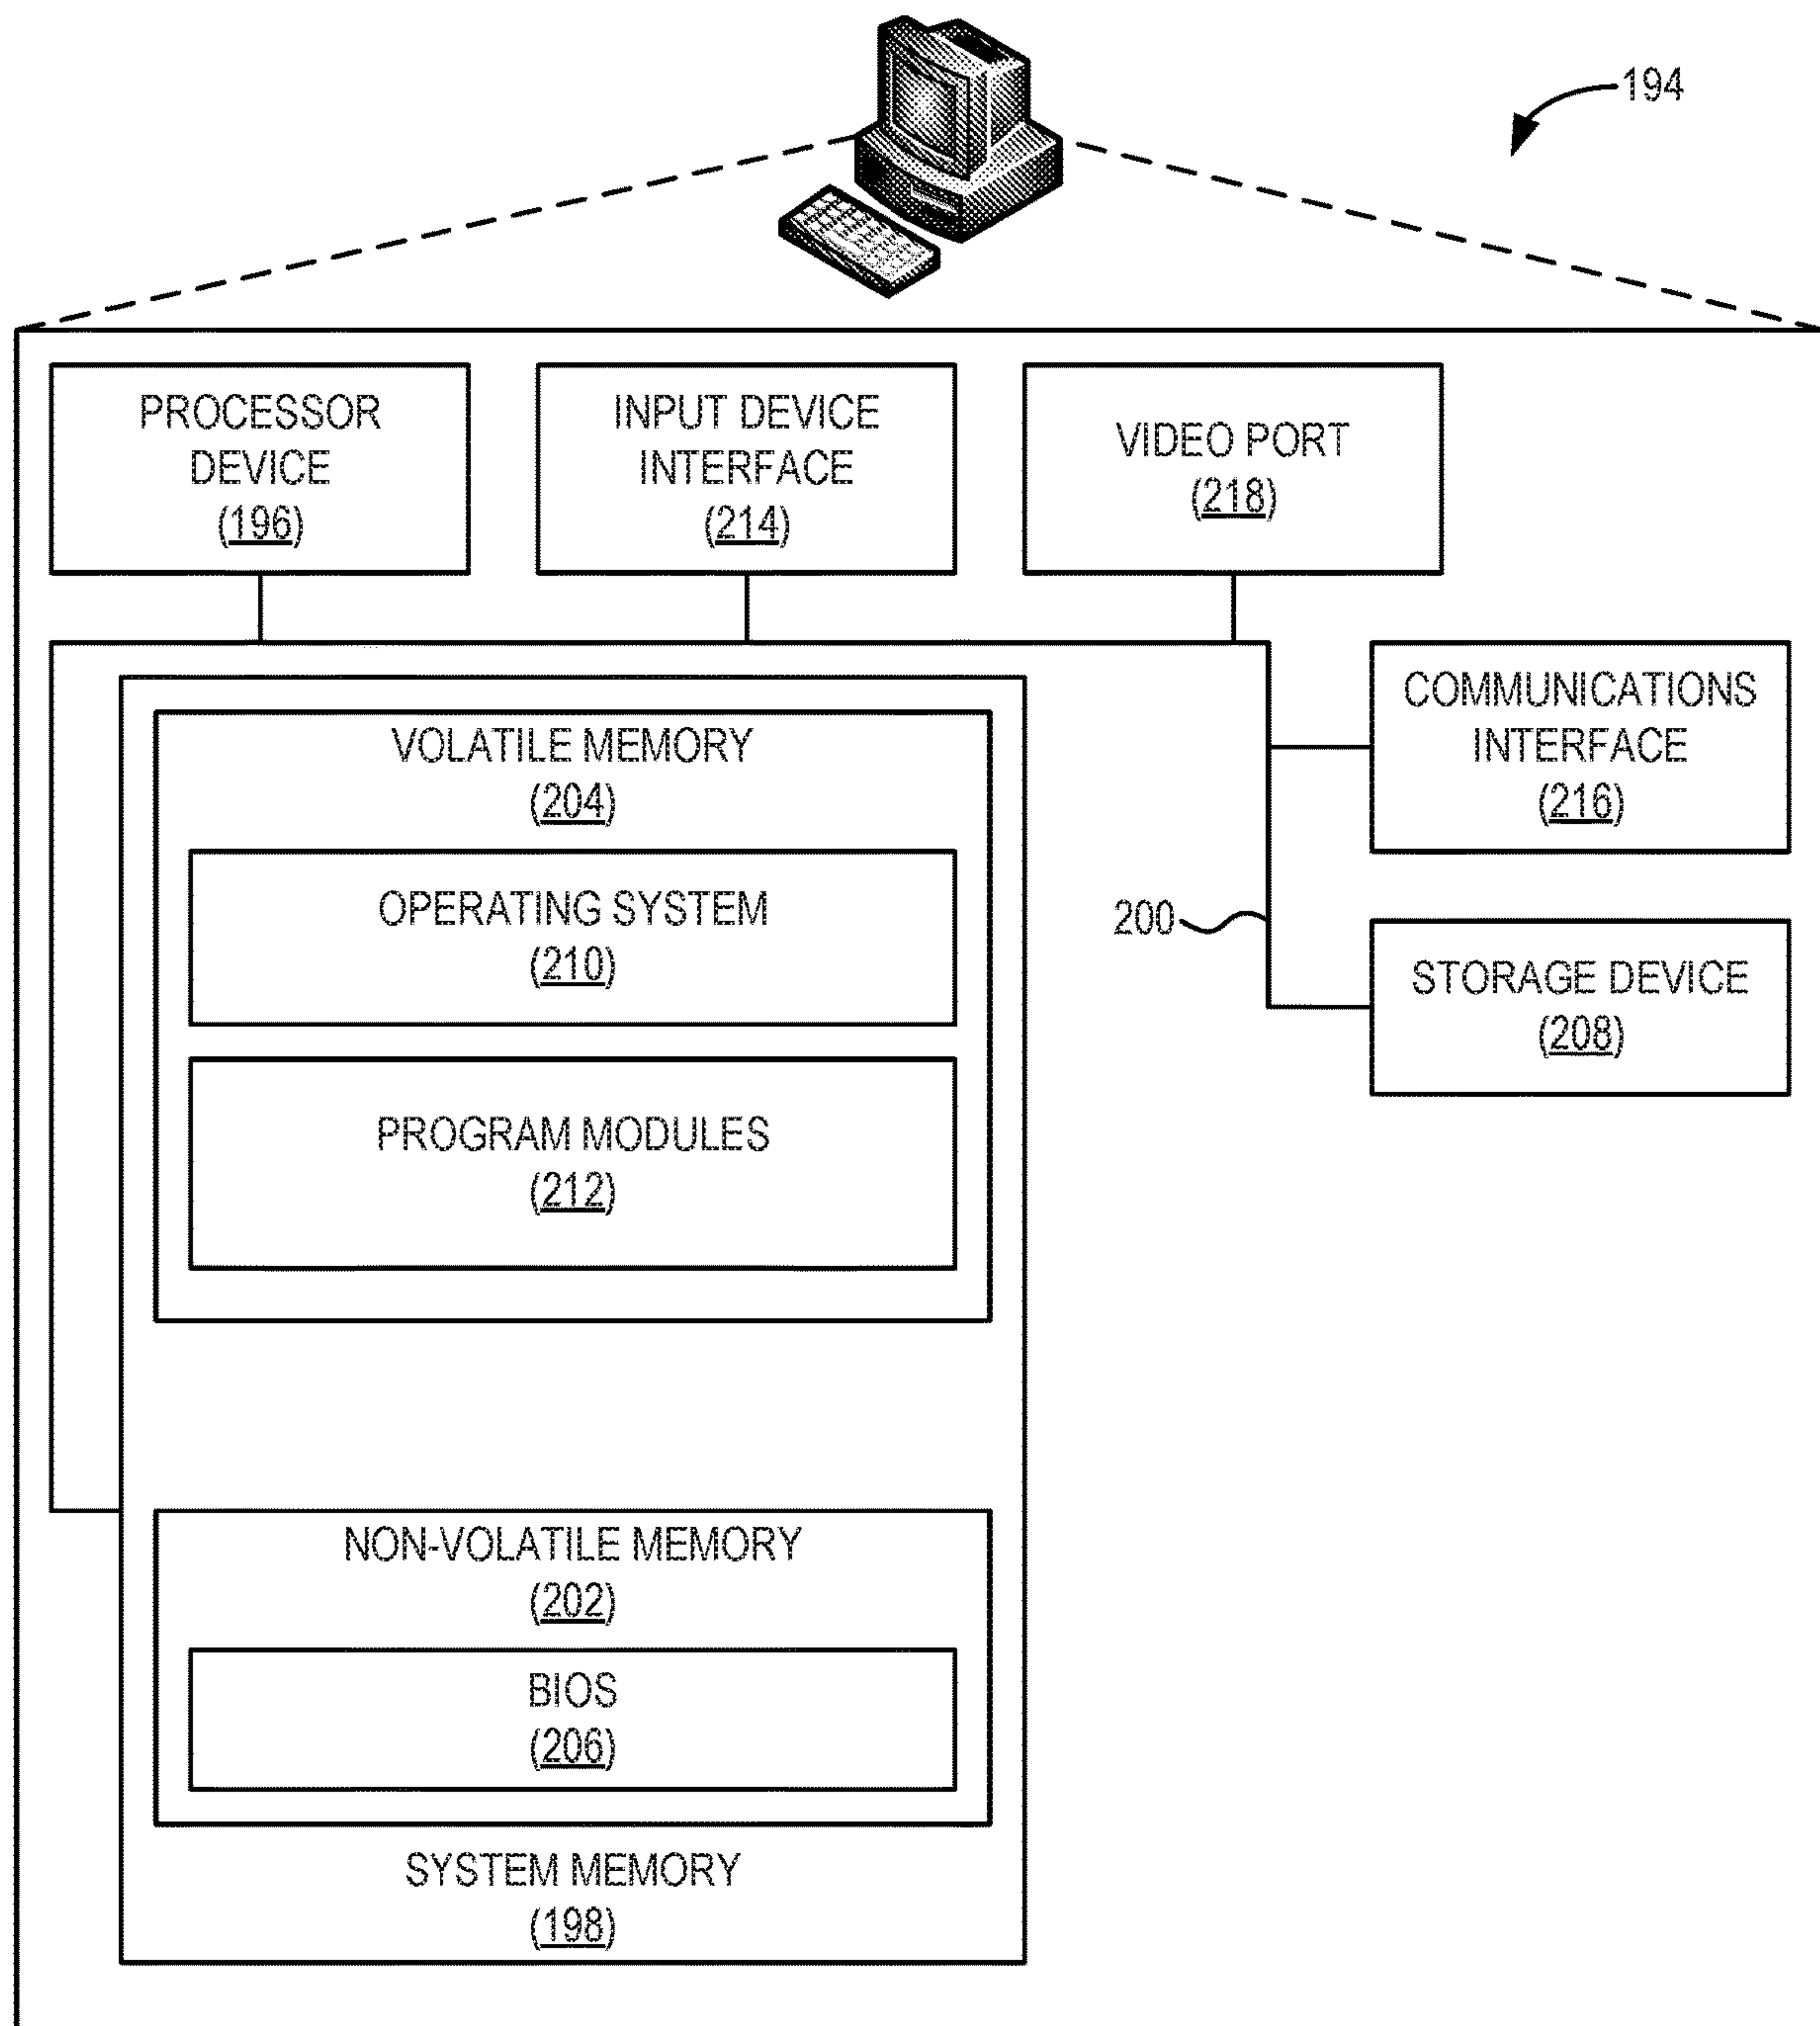 194
PROCESSOR
DEVICE
(196)
INPUT DEVICE
INTERFACE
(214)
VIDEO PORT
(218)
VOLATILE MEMORY
(204)
OPERATING SYSTEM
(210)
PROGRAM MODULES
(212)
COMMUNICATIONS
INTERFACE
(216)
200
STORAGE DEVICE
(208)
NON-VOLATILE MEMORY
(202)
BIOS
(206)
SYSTEM MEMORY
(198)